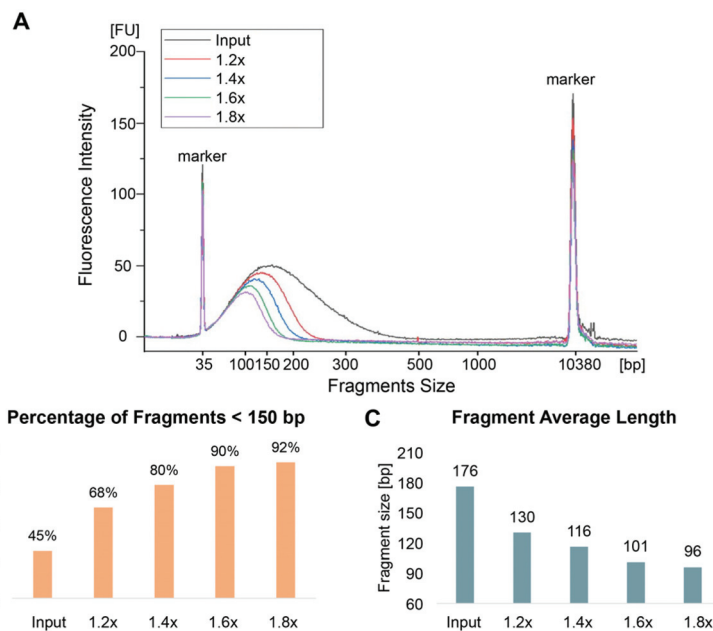 A
[FU]
200
150
100
50
0
Fluorescence Intensity
Input
1.2x
1.4x
1.6x
1.8x
marker
marker
35 100 150 200 300 500 1000 10380 [bp]
Fragments Size
Percentage of Fragments < 150 bp
45% 68% 80% 90% 92%
Input 1.2x 1.4x 1.6x 1.8x
C Fragment Average Length
Fragment size [bp]
210
180
150
120
90
60
176 130 116 101 96
Input 1.2x 1.4x 1.6x 1.8x